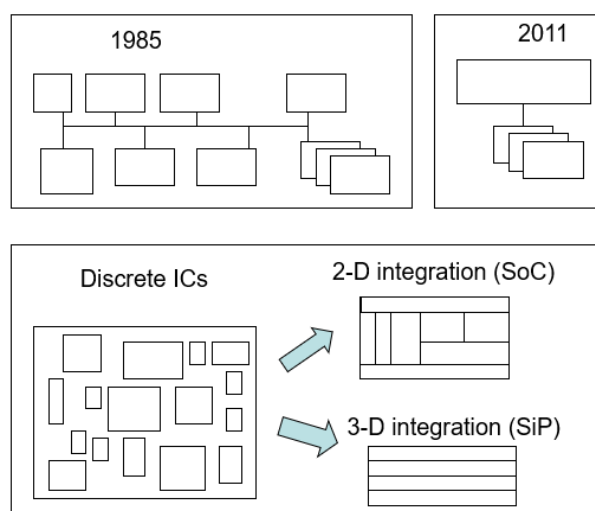 1985
2011
Discrete ICs
2-D integration (SoC)
3-D integration (SiP)